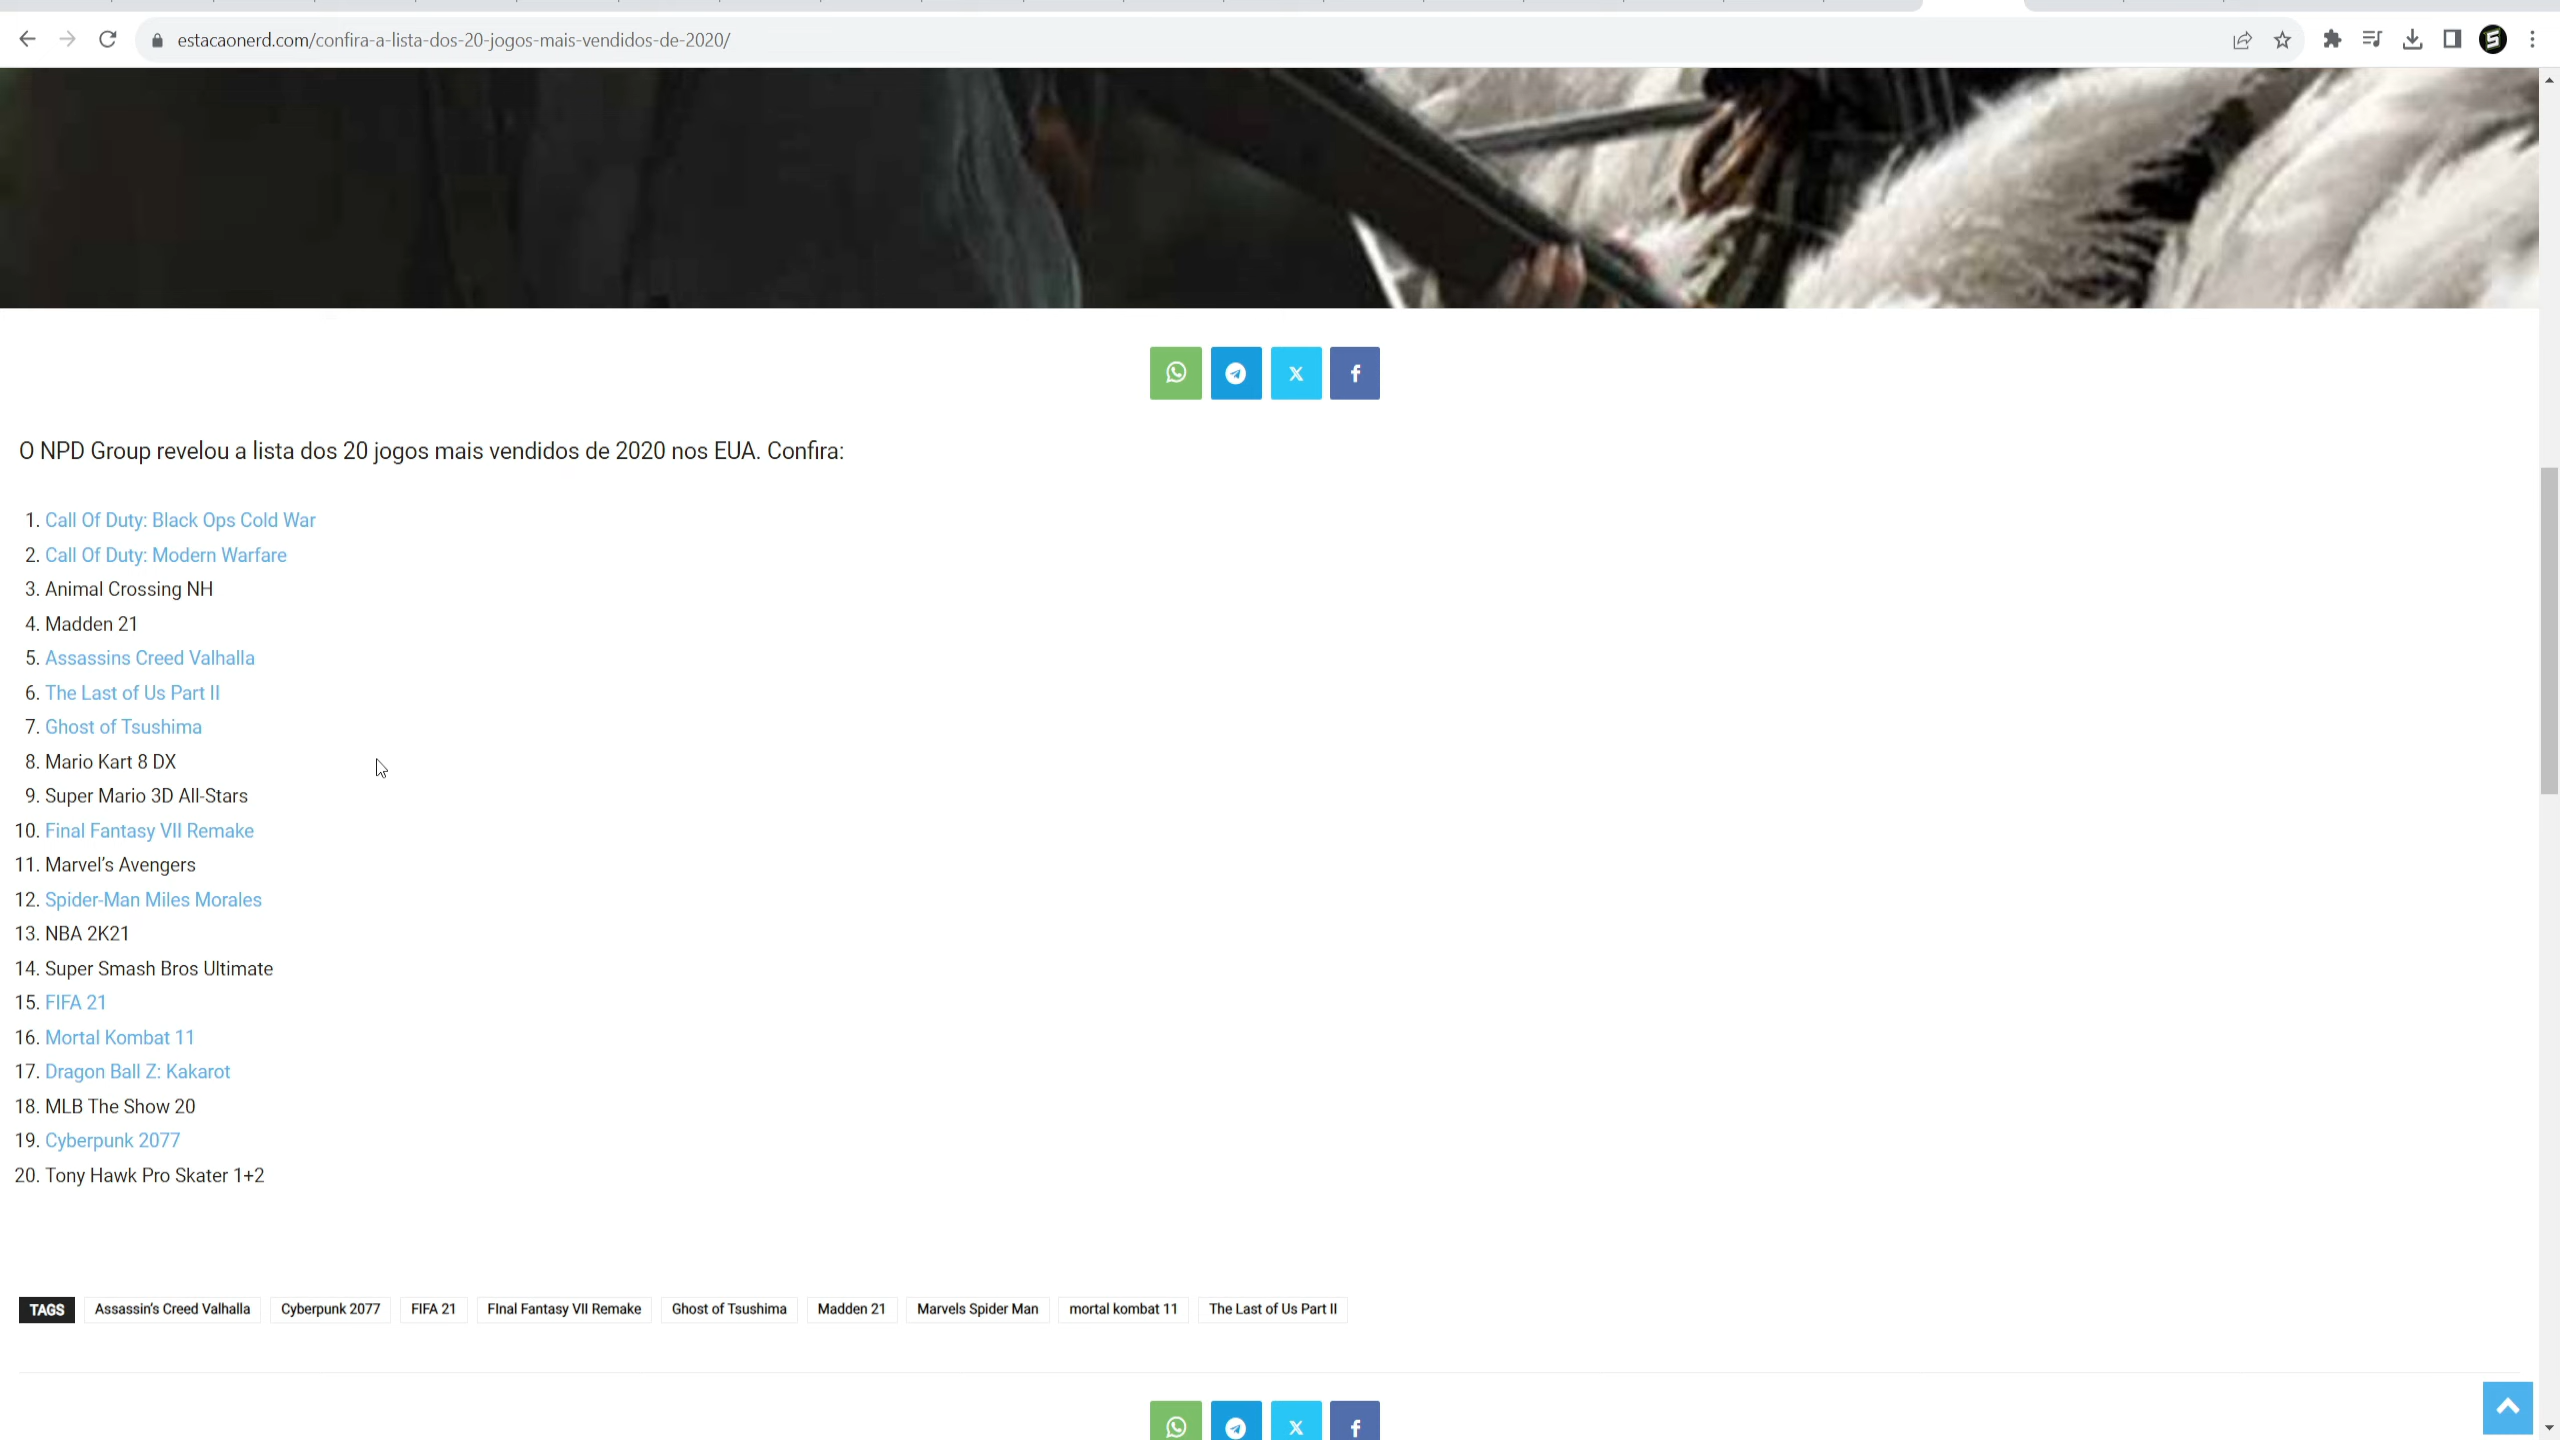 estacaonerd.com/confira-a-lista-dos-20-jogos-mais-vendidos-de-2020/
O NPD Group revelou a lista dos 20 jogos mais vendidos de 2020 nos EUA. Confira:
1. Call Of Duty: Black Ops Cold War
2. Call Of Duty: Modern Warfare
3. Animal Crossing NH
4. Madden 21
5. Assassins Creed Valhalla
6. The Last of Us Part II
7. Ghost of Tsushima
8. Mario Kart 8 DX
9. Super Mario 3D All-Stars
10. Final Fantasy VII Remake
11. Marvel’s Avengers
12. Spider-Man Miles Morales
13. NBA 2K21
14. Super Smash Bros Ultimate
15. FIFA 21
16. Mortal Kombat 11
17. Dragon Ball Z: Kakarot
18. MLB The Show 20
19. Cyberpunk 2077
20. Tony Hawk Pro Skater 1+2
TAGS Assassin’s Creed Valhalla Cyberpunk 2077 FIFA 21 FInal Fantasy VII Remake Ghost of Tsushima Madden 21 Marvels Spider Man mortal kombat 11 The Last of Us Part II